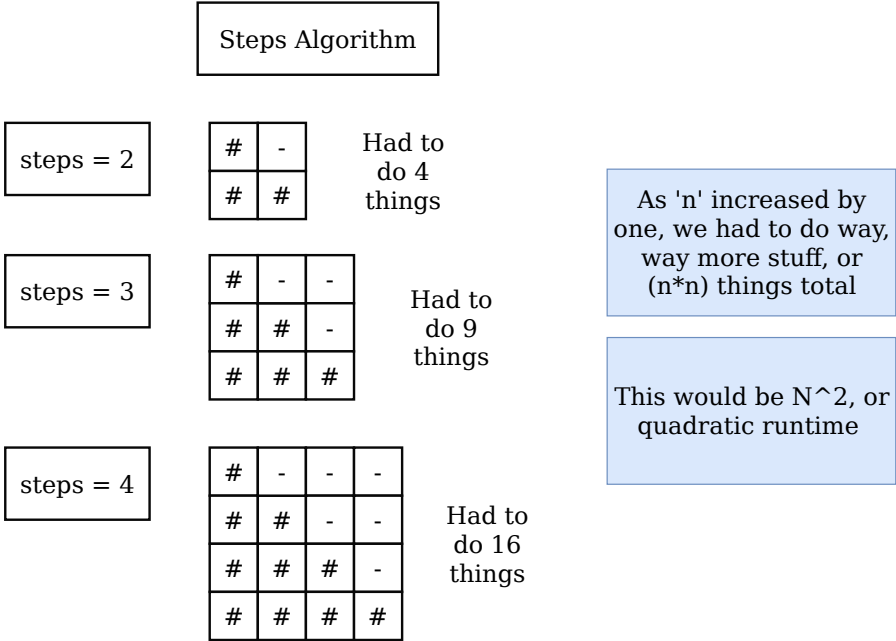 Steps Algorithm
steps = 2
# -
# #
Had to
do 4
things
steps = 3
# - -
# # -
# # #
Had to
do 9
things
steps = 4
# - - -
# # - -
# # # -
# # # #
Had to
do 16
things
As 'n' increased by
one, we had to do way,
way more stuff, or
(n*n) things total
This would be N^2, or
quadratic runtime